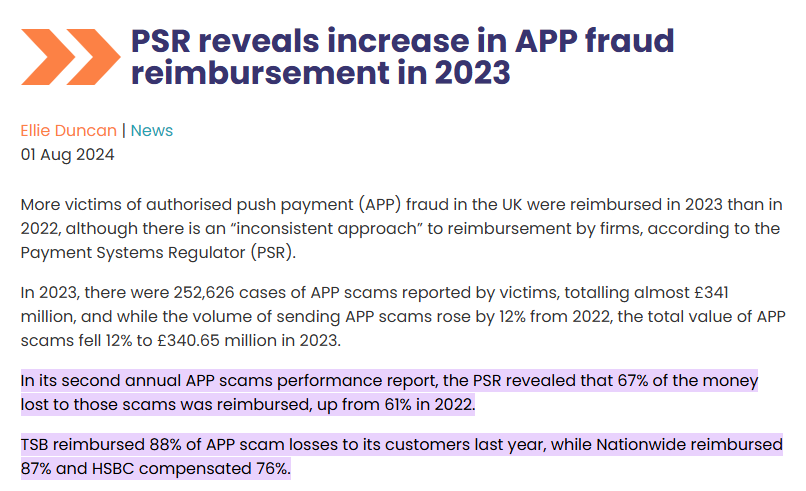 PSR reveals increase in APP fraud
reimbursement in 2023
Ellie Duncan | News
01 Aug 2024
More victims of authorised push payment (APP) fraud in the UK were reimbursed in 2023 than in
2022, although there is an “inconsistent approach” to reimbursement by firms, according to the
Payment Systems Regulator (PSR).
In 2023, there were 252,626 cases of APP scams reported by victims, totalling almost £341
million, and while the volume of sending APP scams rose by 12% from 2022, the total value of APP
scams fell 12% to £340.65 million in 2023.
In its second annual APP scams performance report, the PSR revealed that 67% of the money
lost to those scams was reimbursed, up from 61% in 2022.
TSB reimbursed 88% of APP scam losses to its customers last year, while Nationwide reimbursed
87% and HSBC compensated 76%.